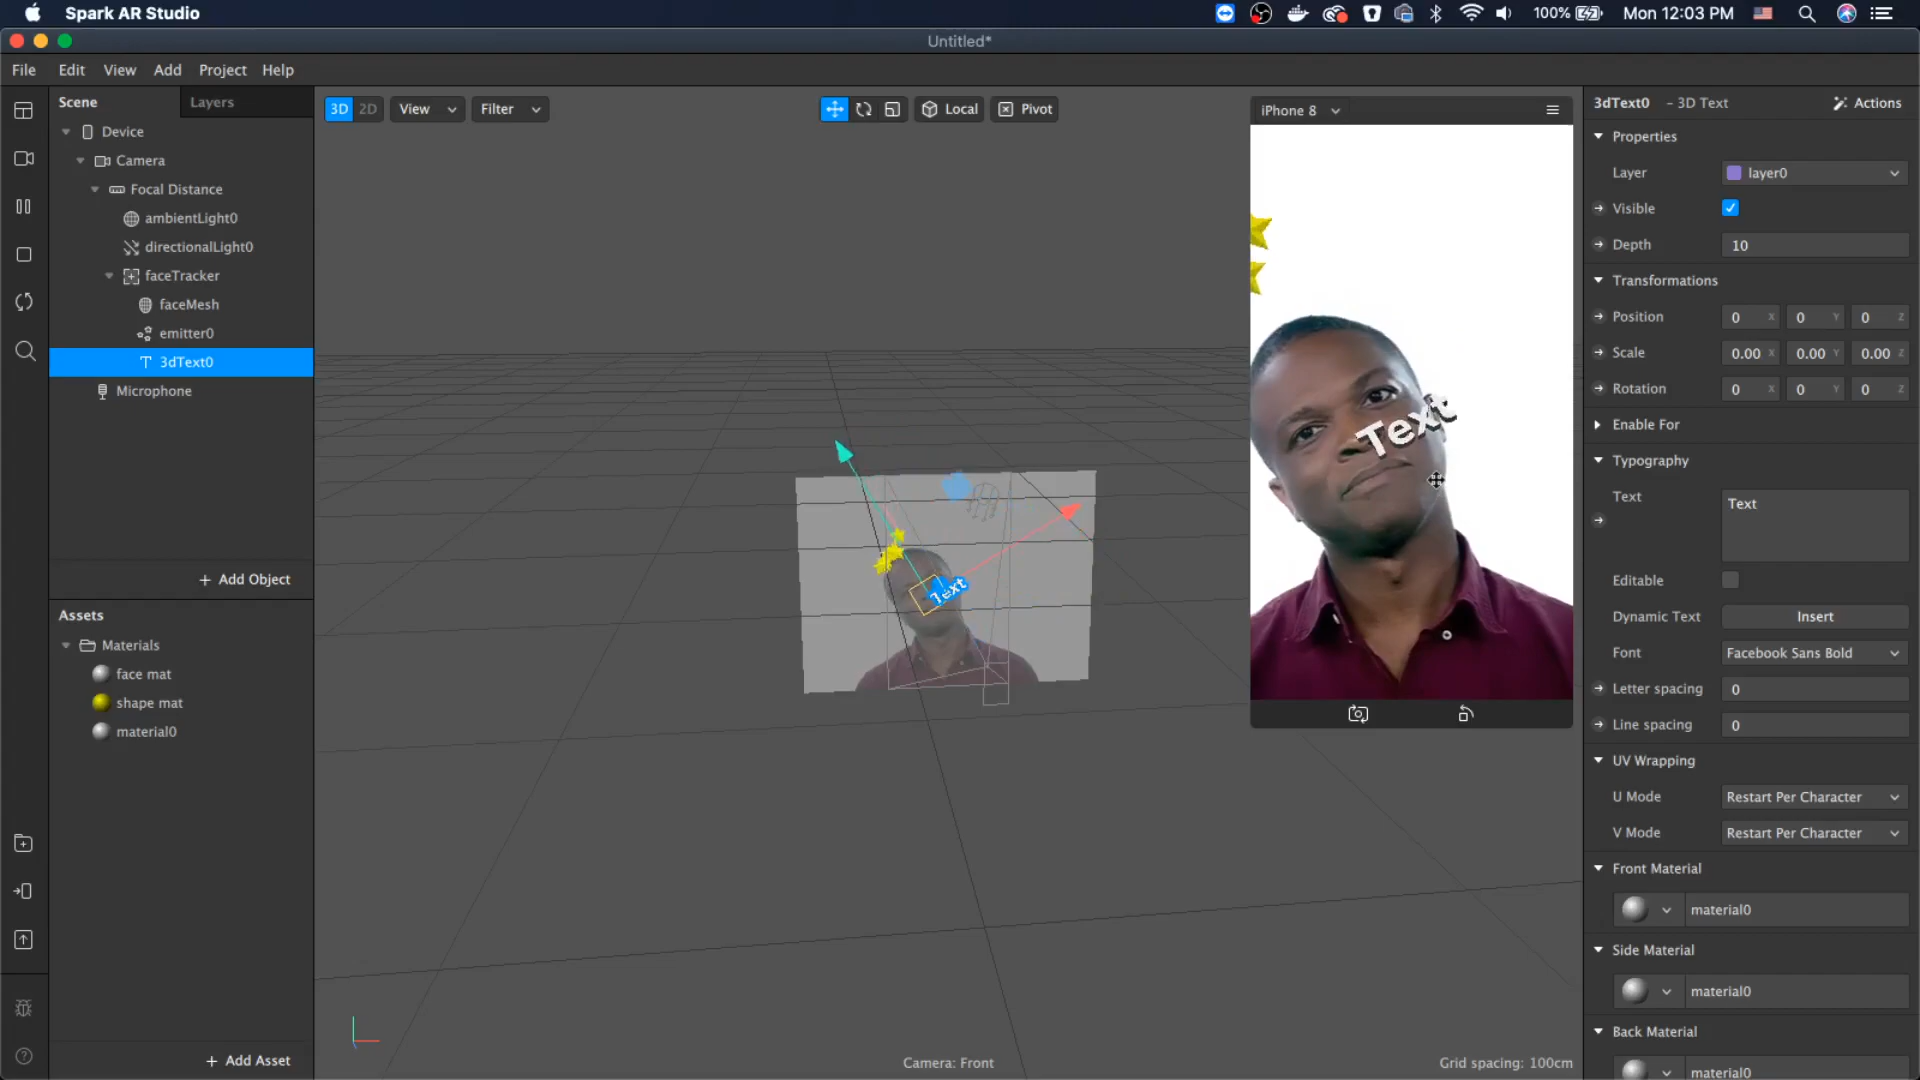 Spark AR Studio
100%
Mon 12:03 PM
Untitled*
File Edit View Add Project Help
Scene Layers
Device
Camera
Focal Distance
ambientLight0
directionalLight0
faceTracker
faceMesh
emitter0
3dText0
Microphone
+ Add Object
Assets
Materials
face mat
shape mat
material0
+ Add Asset
3D 2D View Filter
Local Pivot
Text
Camera: Front
Grid spacing: 100cm
iPhone 8
Text
3dText0 – 3D Text Actions
Properties
Layer layer0
Visible
Depth 10
Transformations
Position 0 X 0 Y 0 Z
Scale 0.00 X 0.00 Y 0.00 Z
Rotation 0 X 0 Y 0 Z
Enable For
Typography
Text Text
Editable
Dynamic Text Insert
Font Facebook Sans Bold
Letter spacing 0
Line spacing 0
UV Wrapping
U Mode Restart Per Character
V Mode Restart Per Character
Front Material
material0
Side Material
material0
Back Material
material0